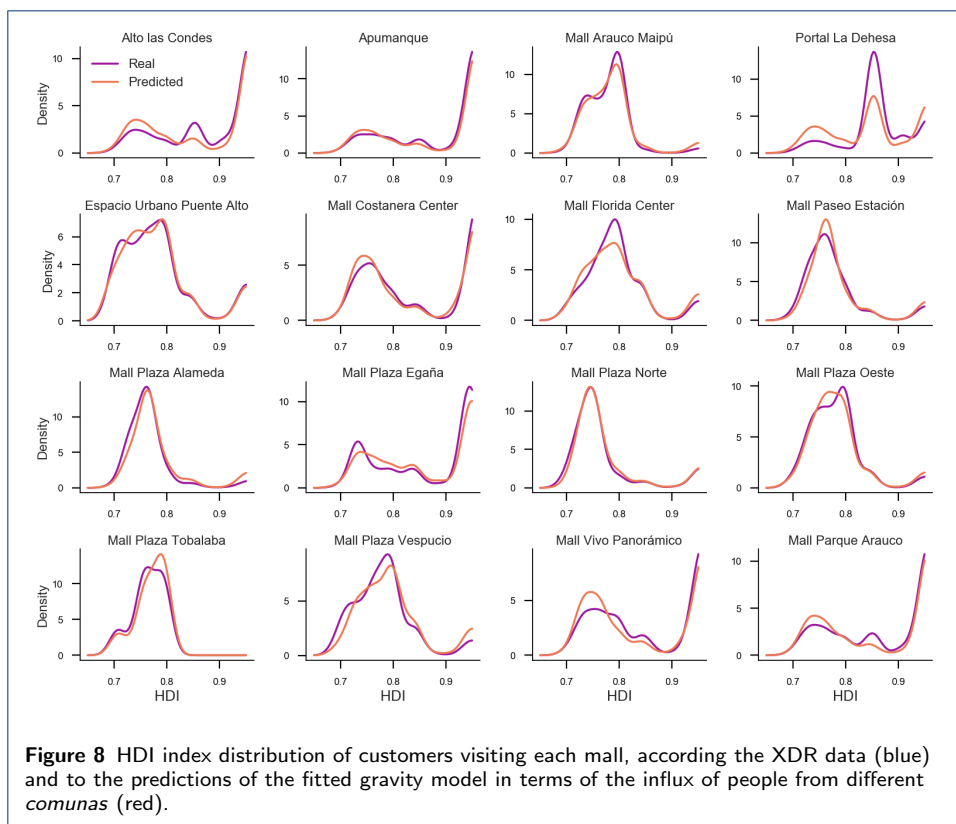 Alto las Condes
Real
Predicted
Density
10
5
0
0.7 0.8 0.9
Apumanque
10
5
0
0.7 0.8 0.9
Mall Arauco Maipú
10
5
0
0.7 0.8 0.9
Portal La Dehesa
10
5
0
0.7 0.8 0.9
Espacio Urbano Puente Alto
Density
6
4
2
0
0.7 0.8 0.9
Mall Costanera Center
5
0
0.7 0.8 0.9
Mall Florida Center
10
5
0
0.7 0.8 0.9
Mall Paseo Estación
10
5
0
0.7 0.8 0.9
Mall Plaza Alameda
Density
10
5
0
0.7 0.8 0.9
Mall Plaza Egaña
10
5
0
0.7 0.8 0.9
Mall Plaza Norte
10
5
0
0.7 0.8 0.9
Mall Plaza Oeste
10
5
0
0.7 0.8 0.9
Mall Plaza Tobalaba
Density
10
5
0
0.7 0.8 0.9
HDI
Mall Plaza Vespucio
5
0
0.7 0.8 0.9
HDI
Mall Vivo Panorámico
5
0
0.7 0.8 0.9
HDI
Mall Parque Arauco
10
5
0
0.7 0.8 0.9
HDI
Figure 8 HDI index distribution of customers visiting each mall, according the XDR data (blue)
and to the predictions of the fitted gravity model in terms of the influx of people from different
comunas (red).